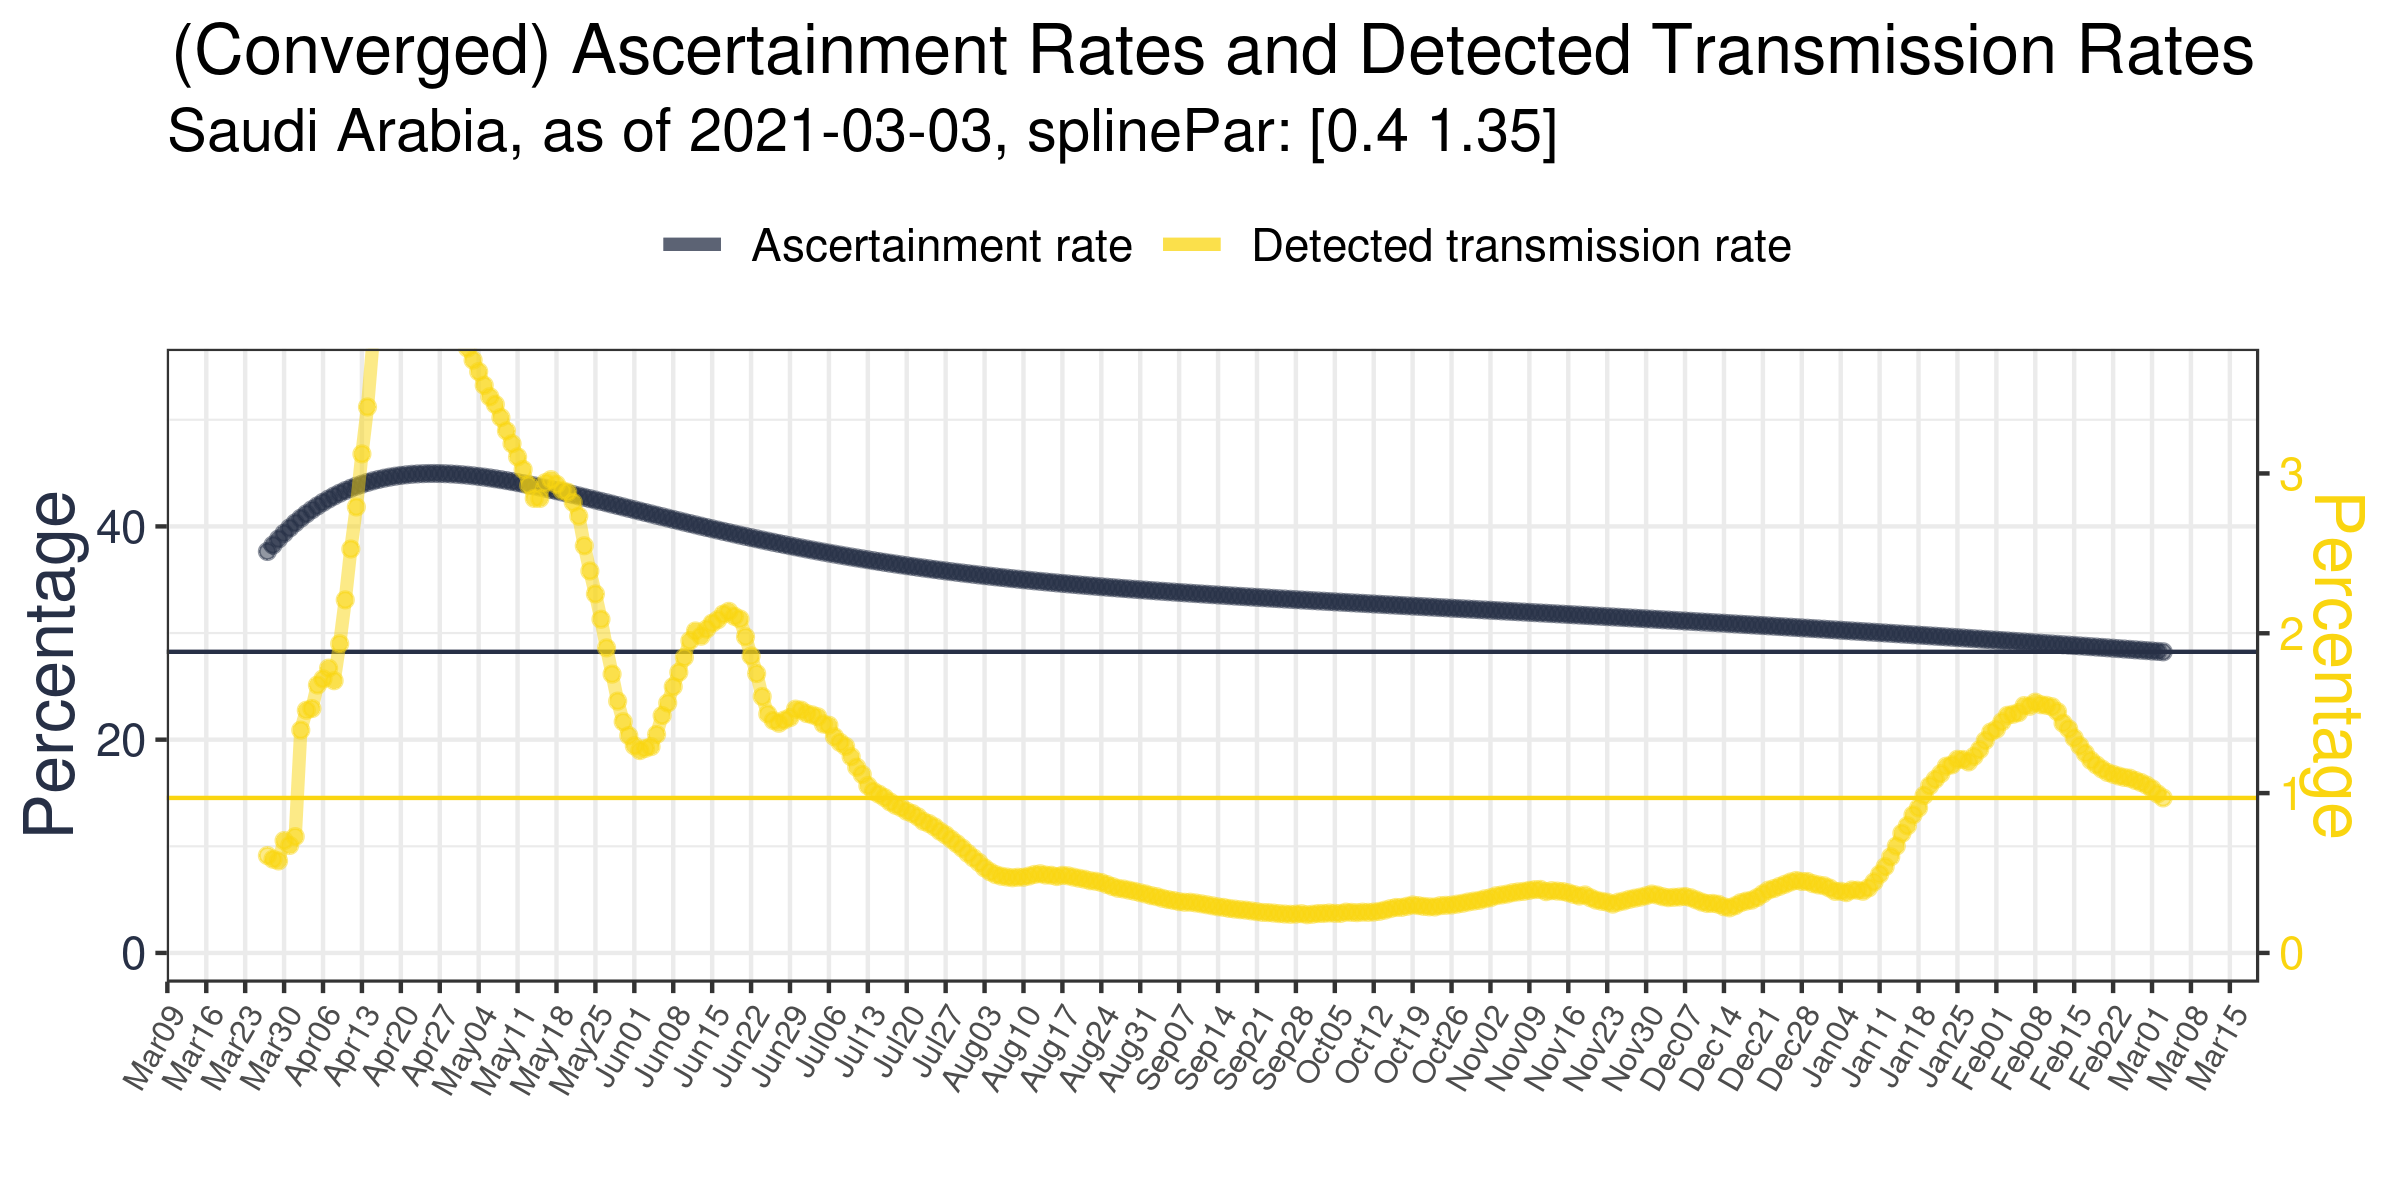 (Converged) Ascertainment Rates and Detected Transmission Rates
Saudi Arabia, as of 2021-03-03, splinePar: [0.4 1.35]
Ascertainment rate
Detected transmission rate
Percentage
40
20
0
3
2
1
0
Percentage
Mar09
Mar16
Mar23
Mar30
Apr06
Apr13
Apr20
Apr27
May04
May11
May18
May25
Jun01
Jun08
Jun15
Jun22
Jun29
Jul06
Jul13
Jul20
Jul27
Aug03
Aug10
Aug17
Aug24
Aug31
Sep07
Sep14
Sep21
Sep28
Oct05
Oct12
Oct19
Oct26
Nov02
Nov09
Nov16
Nov23
Nov30
Dec07
Dec14
Dec21
Dec28
Jan04
Jan11
Jan18
Jan25
Feb01
Feb08
Feb15
Feb22
Mar01
Mar08
Mar15